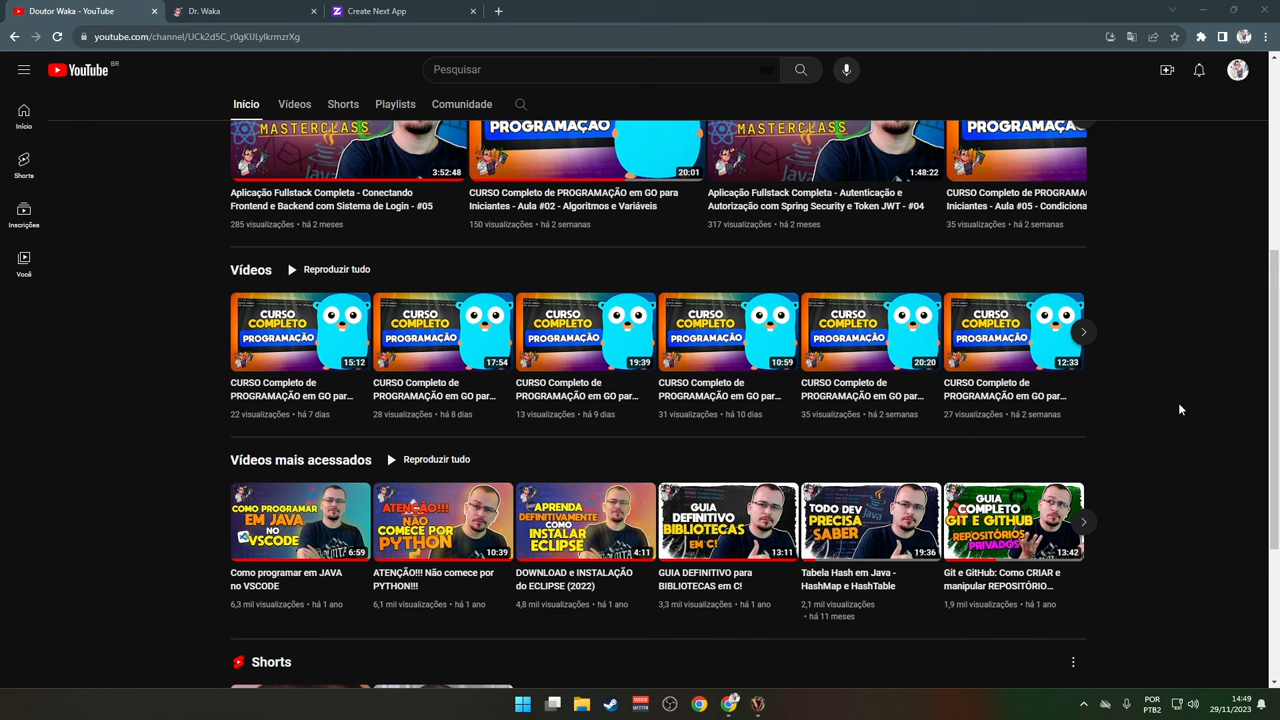 Doutor Waka - YouTube
Dr. Waka
Create Next App
youtube.com/channel/UCk2d5C_r0gKlJLylkrmzrXg
YouTube BR
Pesquisar
Início
Vídeos
Shorts
Playlists
Comunidade
Início
Shorts
Inscrições
Você
MASTERCLASS
3:52:48
PROGRAMAÇÃO
20:01
MASTERCLASS
1:48:22
PROGRAMAÇÃ
Aplicação Fullstack Completa - Conectando
Frontend e Backend com Sistema de Login - #05
285 visualizações • há 2 meses
CURSO Completo de PROGRAMAÇÃO em GO para
Iniciantes - Aula #02 - Algoritmos e Variáveis
150 visualizações • há 2 semanas
Aplicação Fullstack Completa - Autenticação e
Autorização com Spring Security e Token JWT - #04
317 visualizações • há 2 meses
CURSO Completo de PROGRAMA
Iniciantes - Aula #05 - Condiciona
35 visualizações • há 2 semanas
Vídeos
Reproduzir tudo
CURSO
COMPLETO
PROGRAMAÇÃO
15:12
CURSO
COMPLETO
PROGRAMAÇÃO
17:54
CURSO
COMPLETO
PROGRAMAÇÃO
19:39
CURSO
COMPLETO
PROGRAMAÇÃO
10:59
CURSO
COMPLETO
PROGRAMAÇÃO
20:20
CURSO
COMPLETO
PROGRAMAÇÃO
12:33
CURSO Completo de
PROGRAMAÇÃO em GO par...
22 visualizações • há 7 dias
CURSO Completo de
PROGRAMAÇÃO em GO par...
28 visualizações • há 8 dias
CURSO Completo de
PROGRAMAÇÃO em GO par...
13 visualizações • há 9 dias
CURSO Completo de
PROGRAMAÇÃO em GO par...
31 visualizações • há 10 dias
CURSO Completo de
PROGRAMAÇÃO em GO par...
35 visualizações • há 2 semanas
CURSO Completo de
PROGRAMAÇÃO em GO par...
27 visualizações • há 2 semanas
Vídeos mais acessados
Reproduzir tudo
COMO PROGRAMAR
EM JAVA
NO
VSCODE
6:59
ATENÇÃO!!!
NÃO
COMECE POR
PYTHON
10:39
APRENDA
DEFINITIVAMENTE
COMO
INSTALAR
ECLIPSE
4:11
GUIA
DEFINITIVO
BIBLIOTECAS
EM C!
13:11
TODO DEV
PRECISA
SABER
19:36
GUIA
COMPLETO
GIT E GITHUB
REPOSITÓRIOS
PRIVADOS
13:42
Como programar em JAVA
no VSCODE
6,3 mil visualizações • há 1 ano
ATENÇÃO!!! Não comece por
PYTHON!!!
6,1 mil visualizações • há 1 ano
DOWNLOAD e INSTALAÇÃO
do ECLIPSE (2022)
4,8 mil visualizações • há 1 ano
GUIA DEFINITIVO para
BIBLIOTECAS em C!
3,3 mil visualizações • há 1 ano
Tabela Hash em Java -
HashMap e HashTable
2,1 mil visualizações
• há 11 meses
Git e GitHub: Como CRIAR e
manipular REPOSITÓRIO...
1,9 mil visualizações • há 1 ano
Shorts
POR
PTB2
14:49
29/11/2023